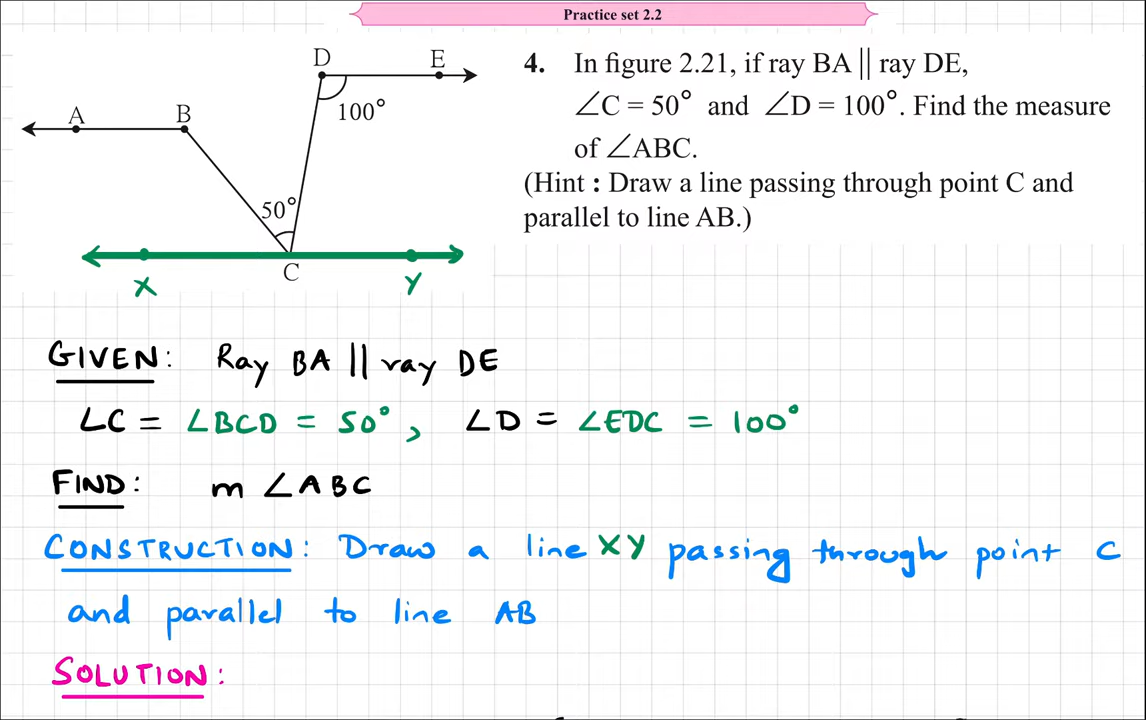 Practice set 2.2
D E
100°
A B
50°
C
X Y
4. In figure 2.21, if ray BA || ray DE,
∠C = 50° and ∠D = 100°. Find the measure
of ∠ABC.
(Hint : Draw a line passing through point C and
parallel to line AB.)
GIVEN: Ray BA || ray DE
∠C = ∠BCD = 50°, ∠D = ∠EDC = 100°
FIND: m ∠ABC
CONSTRUCTION: Draw a line XY passing through point C
and parallel to line AB
SOLUTION: